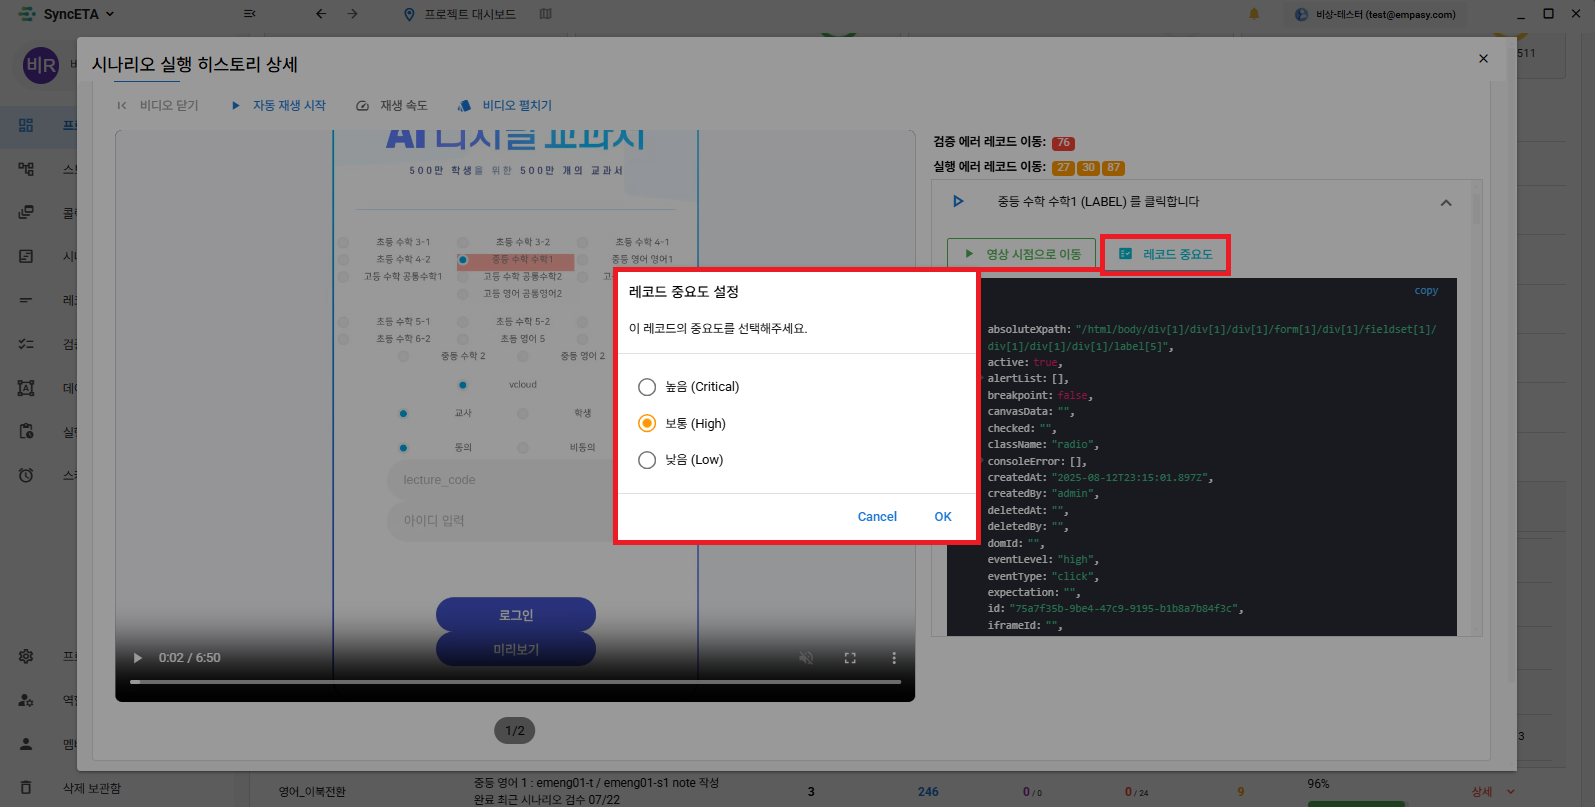 SyncETA
프로젝트 대시보드
비상-테스터 (test@empasy.com)
비R
511
시나리오 실행 히스토리 상세
비디오 닫기
자동 재생 시작
재생 속도
비디오 펼치기
AI 디지털 교과서
500만 학생을 위한 500만 개의 교과서
초등 수학 3-1
초등 수학 3-2
초등 수학 4-1
초등 수학 4-2
중등 수학 수학1
중등 영어 영어1
고등 수학 공통수학1
고등 수학 공통수학2
고등 영어 공통영어2
초등 수학 5-1
초등 수학 5-2
초등 수학 6-2
초등 영어 5
중등 수학 2
중등 영어 2
vcloud
교사
학생
동의
비동의
lecture_code
아이디 입력
로그인
미리보기
0:02 / 6:50
1/2
검증 에러 레코드 이동: 76
실행 에러 레코드 이동: 27 30 87
중등 수학 수학1 (LABEL) 를 클릭합니다
영상 시점으로 이동
레코드 중요도
레코드 중요도 설정
이 레코드의 중요도를 선택해주세요.
높음 (Critical)
보통 (High)
낮음 (Low)
Cancel
OK
copy
absoluteXpath: "/html/body/div[1]/div[1]/div[1]/form[1]/div[1]/fieldset[1]/
div[1]/div[1]/div[1]/label[5]",
active: true,
alertList: [],
breakpoint: false,
canvasData: "",
checked: "",
className: "radio",
consoleError: [],
createdAt: "2025-08-12T23:15:01.897Z",
createdBy: "admin",
deletedAt: "",
deletedBy: "",
domId: "",
eventLevel: "high",
eventType: "click",
expectation: "",
id: "75a7f35b-9be4-47c9-9195-b1b8a7b84f3c",
iframeId: "",
3
삭제 보관함
영어_이북전환
중등 영어 1 : emeng01-t / emeng01-s1 note 작성
완료 최근 시나리오 검수 07/22
3
246
0 / 0
0 / 24
9
96%
상세